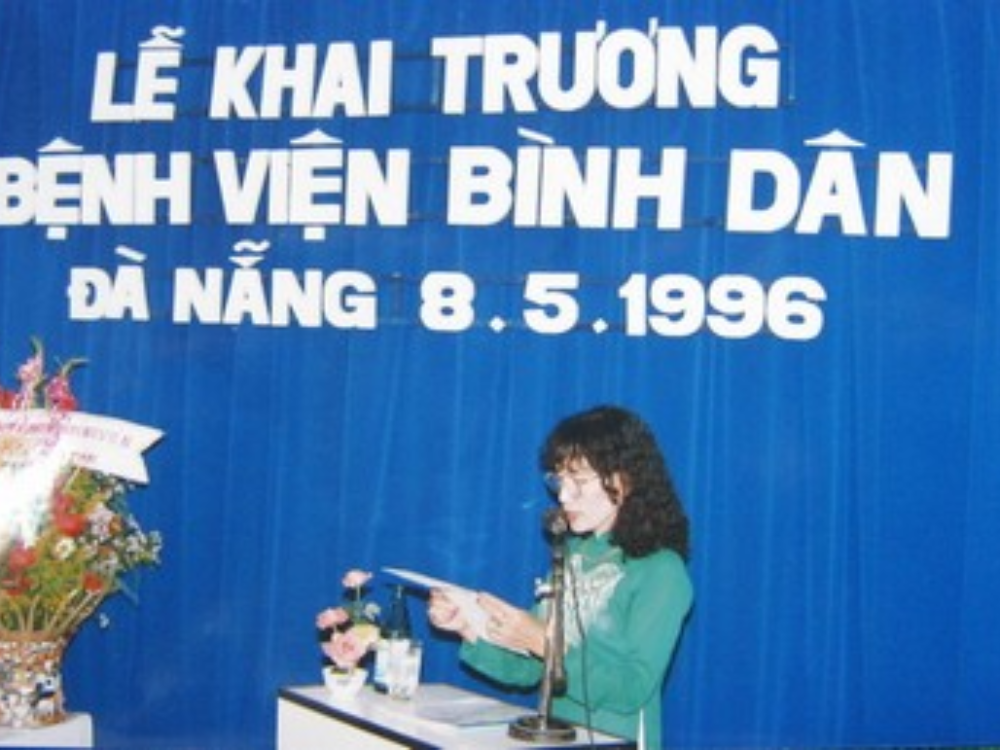 LỄ KHAI TRƯƠNG
BỆNH VIỆN BÌNH DÂN
ĐÀ NẴNG 8.5.1996